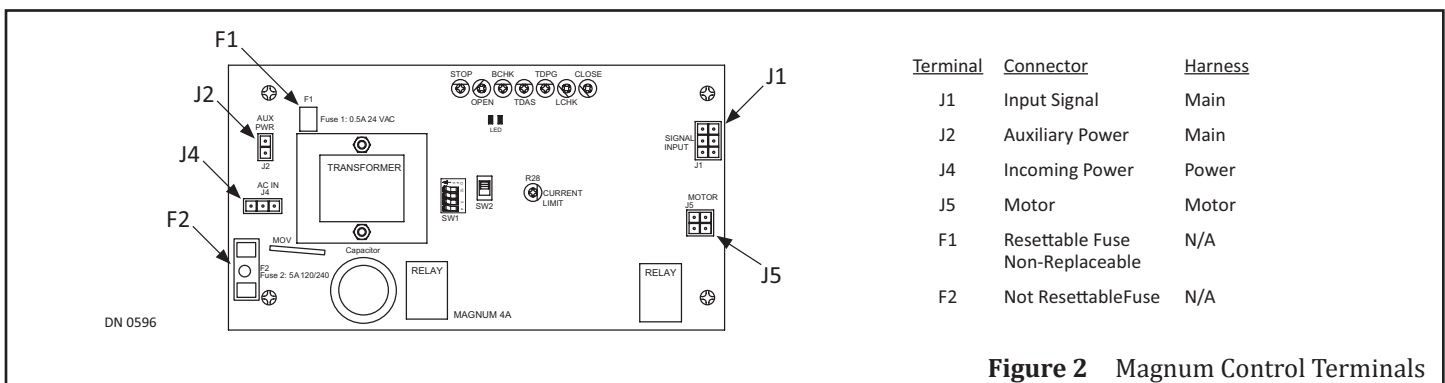 F1
J2
J4
F2
J1
J5
F1
Fuse 1: 0.5A 24 VAC
AUX
PWR
J2
AC IN
J4
MOV
F2
Fuse 2: 5A 120/240
TRANSFORMER
Capacitor
STOP
BCHK
TDPG
CLOSE
OPEN
TDAS
LCHK
LED
SW1
SW2
R28
CURRENT
LIMIT
SIGNAL
INPUT
J1
MOTOR
J5
RELAY
RELAY
MAGNUM 4A
DN 0596
Terminal Connector Harness
J1 Input Signal Main
J2 Auxiliary Power Main
J4 Incoming Power Power
J5 Motor Motor
F1 Resettable Fuse N/A
Non-Replaceable
F2 Not ResettableFuse N/A
Figure 2 Magnum Control Terminals